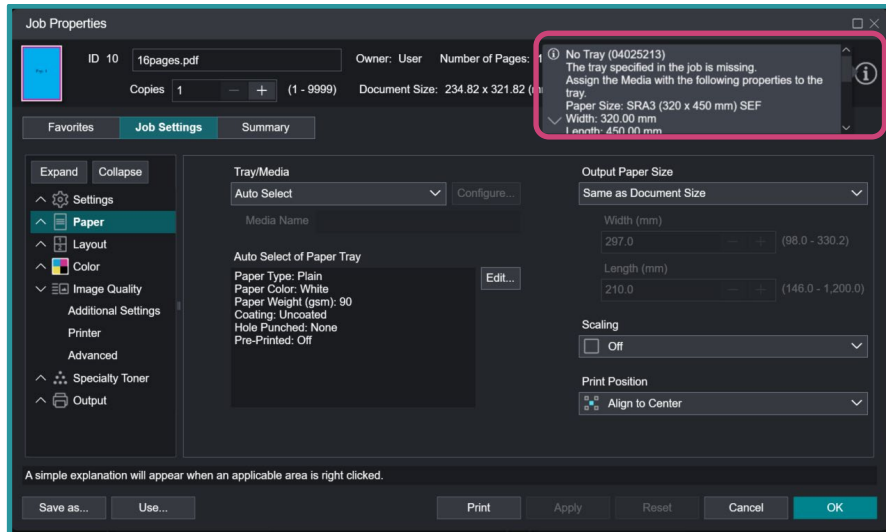 Job Properties
ID 10 16pages.pdf Owner: User Number of Pages:
Copies 1 (1 - 9999) Document Size: 234.82 x 321.82
No Tray (04025213)
The tray specified in the job is missing.
Assign the Media with the following properties to the
tray.
Paper Size: SRA3 (320 x 450 mm) SEF
Width: 320.00 mm
Length: 450.00 mm
Favorites Job Settings Summary
Expand Collapse
Settings
Paper
Layout
Color
Image Quality
Additional Settings
Printer
Advanced
Specialty Toner
Output
Tray/Media
Auto Select Configure...
Media Name
Auto Select of Paper Tray
Paper Type: Plain
Paper Color: White
Paper Weight (gsm): 90
Coating: Uncoated
Hole Punched: None
Pre-Printed: Off
Edit...
Output Paper Size
Same as Document Size
Width (mm)
297.0 (98.0 - 330.2)
Length (mm)
210.0 (146.0 - 1,200.0)
Scaling
Off
Print Position
Align to Center
A simple explanation will appear when an applicable area is right clicked.
Save as... Use... Print Apply Reset Cancel OK